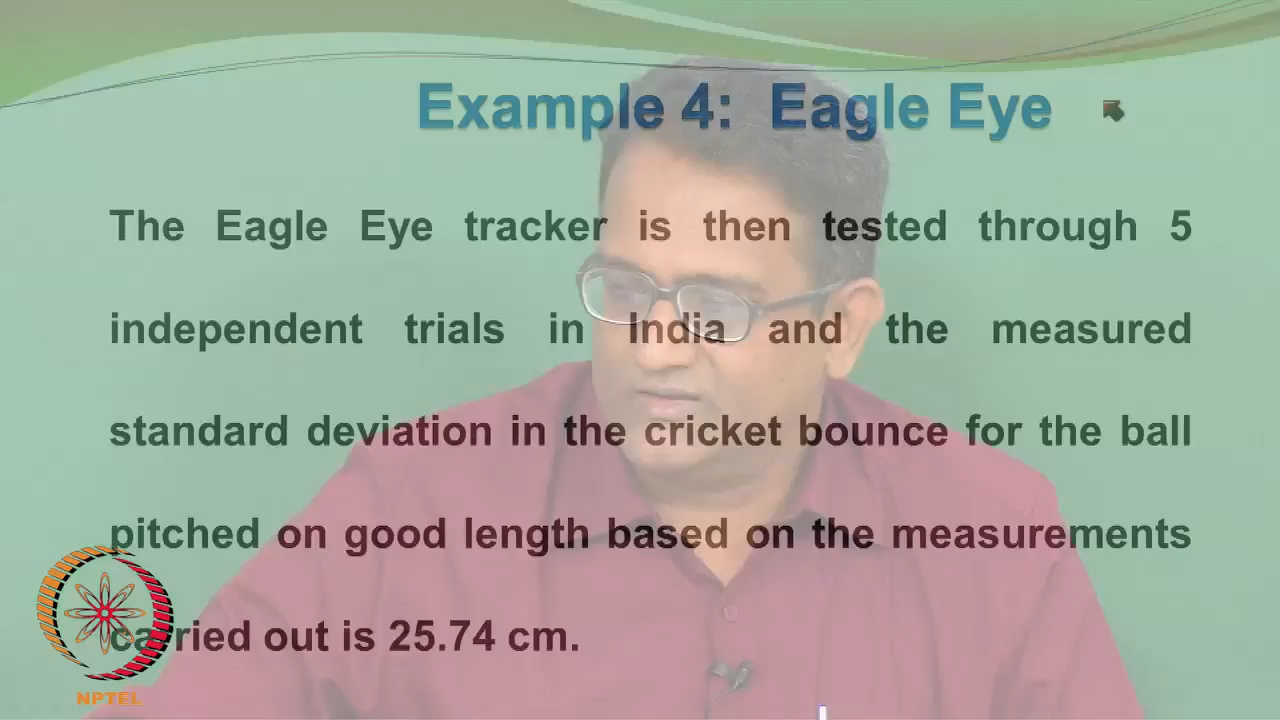 Example 4: Eagle Eye
The Eagle Eye tracker is then tested through 5
independent trials in India and the measured
standard deviation in the cricket bounce for the ball
pitched on good length based on the measurements
carried out is 25.74 cm.
NPTEL